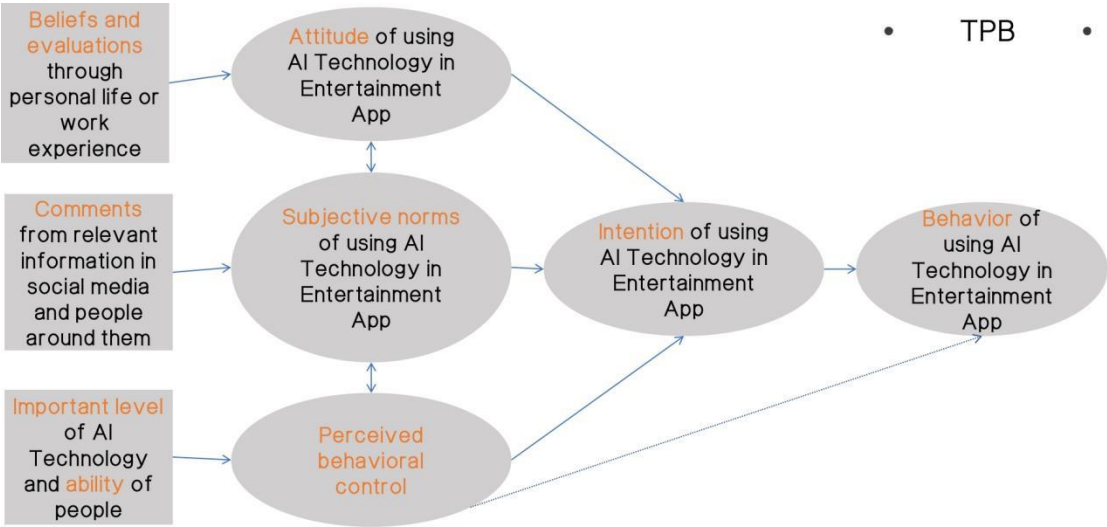 Beliefs and
evaluations
through
personal life or
work
experience
Attitude of using
AI Technology in
Entertainment
App
• TPB •
Comments
from relevant
information in
social media
and people
around them
Subjective norms
of using AI
Technology in
Entertainment
App
Intention of using
AI Technology in
Entertainment
App
Behavior of
using AI
Technology in
Entertainment
App
Important level
of AI
Technology
and ability of
people
Perceived
behavioral
control